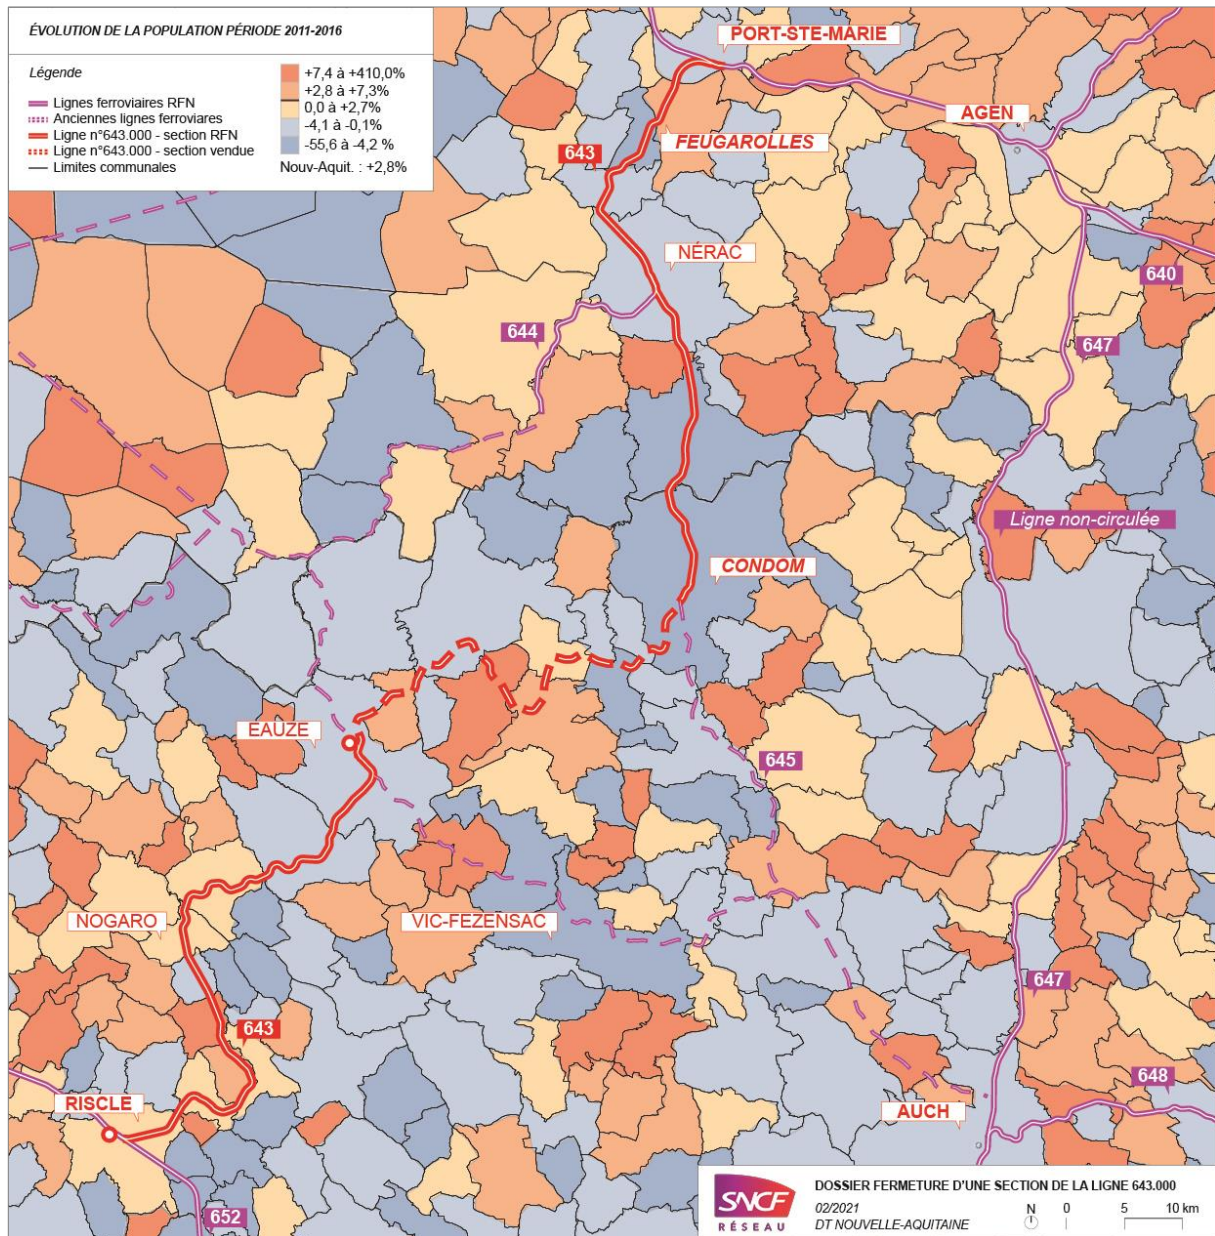 ÉVOLUTION DE LA POPULATION PÉRIODE 2011-2016
Légende
Lignes ferroviaires RFN
Anciennes lignes ferroviaires
Ligne n°643.000 - section RFN
Ligne n°643.000 - section vendue
Limites communales
+7,4 à +410,0%
+2,8 à +7,3%
0,0 à +2,7%
-4,1 à -0,1%
-55,6 à -4,2 %
Nouv-Aquit. : +2,8%
PORT-STE-MARIE
AGEN
FEUGAROLLES
643
NÉRAC
640
644
647
Ligne non-circulée
CONDOM
EAUZE
645
NOGARO
VIC-FEZENSAC
647
643
648
RISCLE
AUCH
652
SNCF
RÉSEAU
DOSSIER FERMETURE D'UNE SECTION DE LA LIGNE 643.000
02/2021
DT NOUVELLE-AQUITAINE
N 0 5 10 km